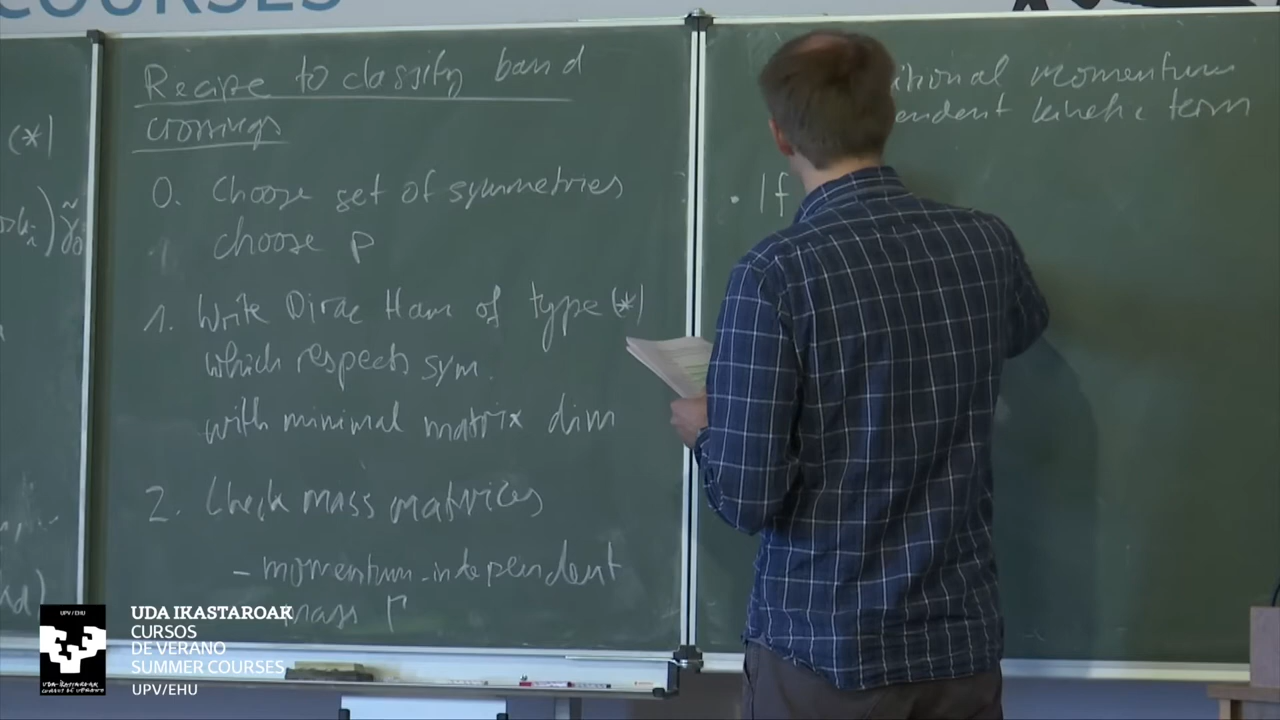 COURSES
(*)
Recipe to classify band
crossings
0. Choose set of symmetries
choose p
1. Write Dirac Ham of type (*)
which respects sym.
with minimal matrix dim
2. Check mass matrices
- momentum-independent
mass Γ
itional momentum
endent kinetic term
• If
UPV / EHU
UDA IKASTAROAK
CURSOS
DE VERANO
SUMMER COURSES
UPV/EHU